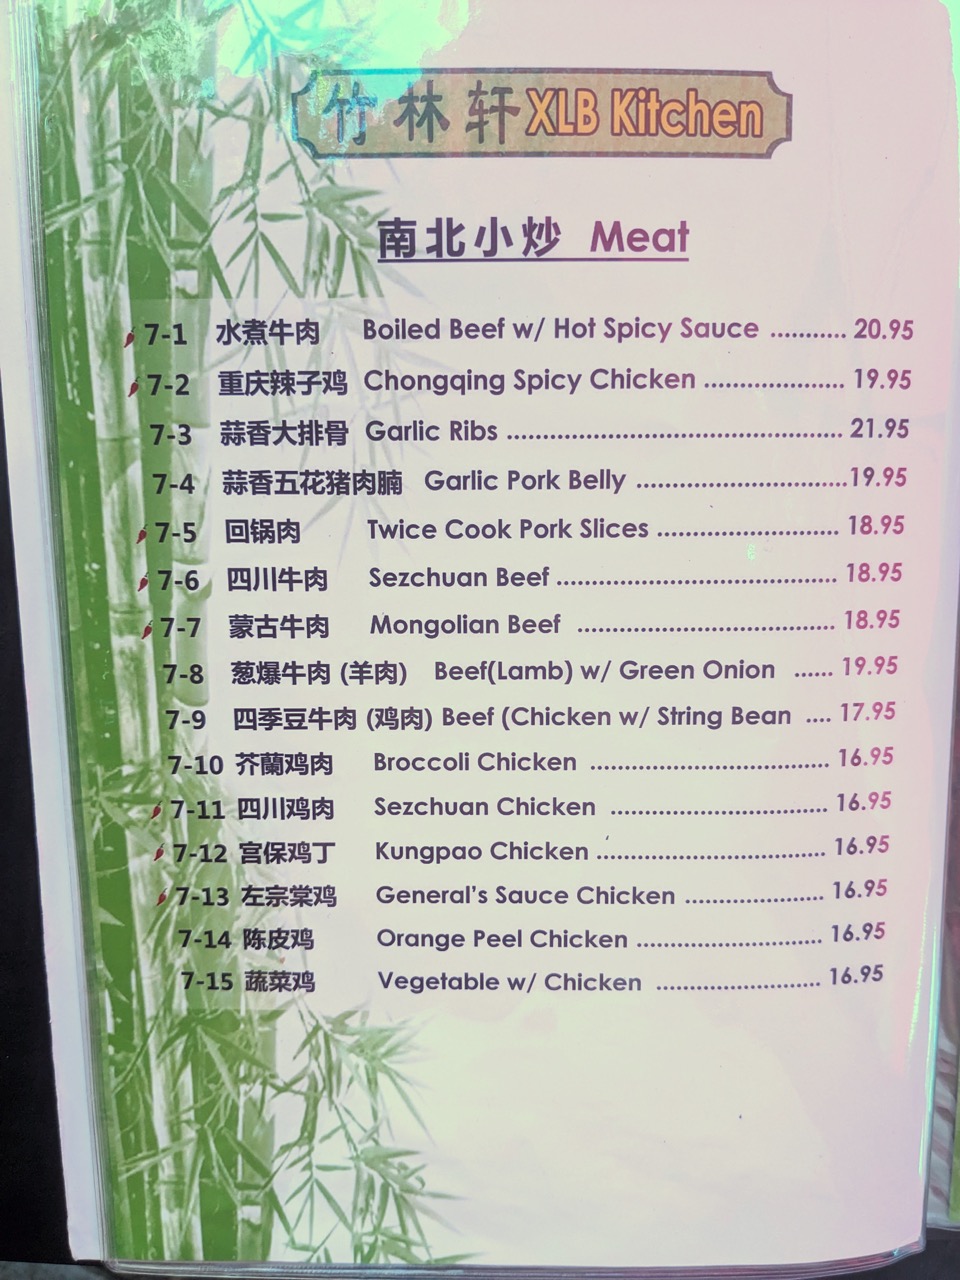 竹林轩 XLB Kitchen
南北小炒 Meat
7-1 水煮牛肉 Boiled Beef w/ Hot Spicy Sauce ........... 20.95
7-2 重庆辣子鸡 Chongqing Spicy Chicken ..................... 19.95
7-3 蒜香大排骨 Garlic Ribs .................................................. 21.95
7-4 蒜香五花猪肉腩 Garlic Pork Belly ................................19.95
7-5 回锅肉 Twice Cook Pork Slices ........................... 18.95
7-6 四川牛肉 Sezchuan Beef .......................................... 18.95
7-7 蒙古牛肉 Mongolian Beef ...................................... 18.95
7-8 葱爆牛肉 (羊肉) Beef(Lamb) w/ Green Onion ...... 19.95
7-9 四季豆牛肉 (鸡肉) Beef (Chicken w/ String Bean .... 17.95
7-10 芥蘭鸡肉 Broccoli Chicken .................................... 16.95
7-11 四川鸡肉 Sezchuan Chicken ................................. 16.95
7-12 宫保鸡丁 Kungpao Chicken ................................... 16.95
7-13 左宗棠鸡 General's Sauce Chicken ..................... 16.95
7-14 陈皮鸡 Orange Peel Chicken ............................ 16.95
7-15 蔬菜鸡 Vegetable w/ Chicken ......................... 16.95